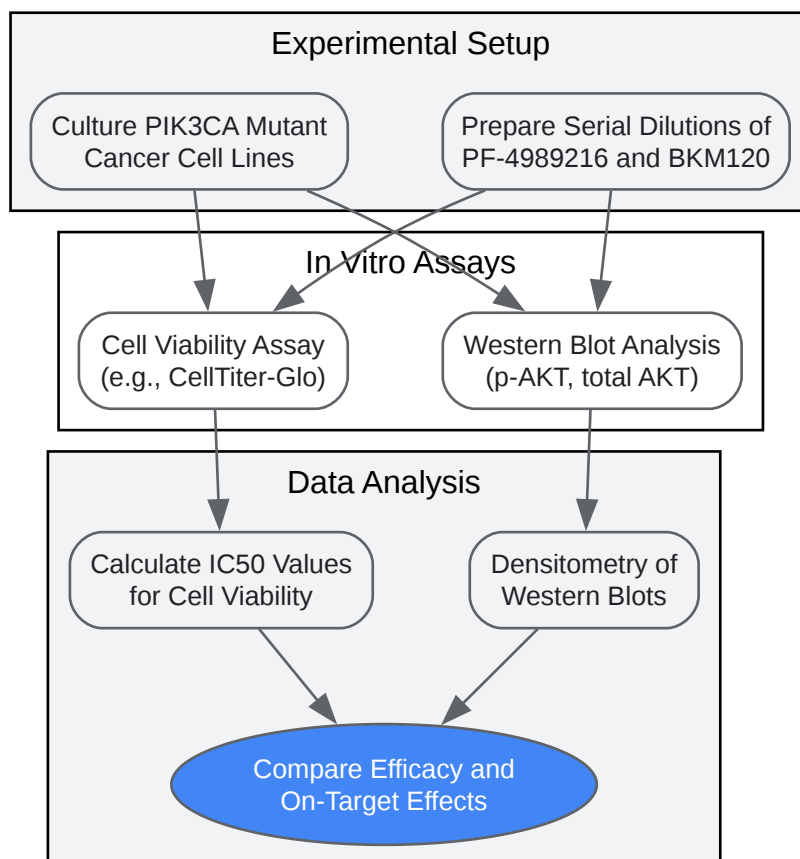 Experimental Setup
Culture PIK3CA Mutant
Cancer Cell Lines
Prepare Serial Dilutions of
PF-4989216 and BKM120
In Vitro Assays
Cell Viability Assay
(e.g., CellTiter-Glo)
Western Blot Analysis
(p-AKT, total AKT)
Data Analysis
Calculate IC50 Values
for Cell Viability
Densitometry of
Western Blots
Compare Efficacy and
On-Target Effects